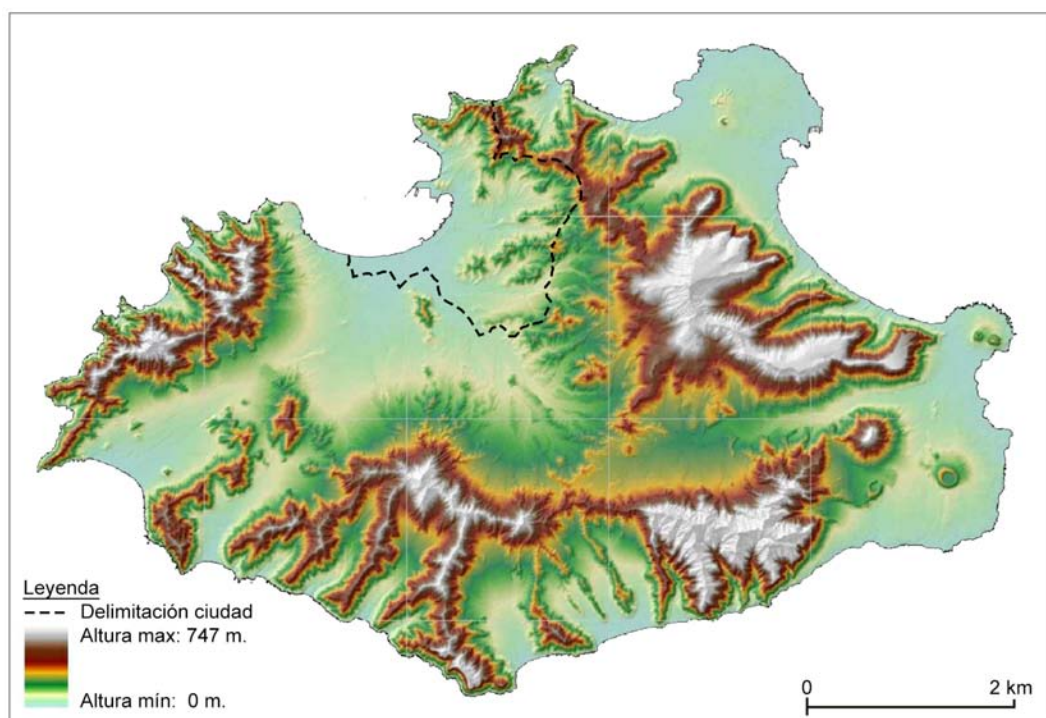 Leyenda
Delimitación ciudad
Altura max: 747 m.
Altura mín: 0 m.
0 2 km